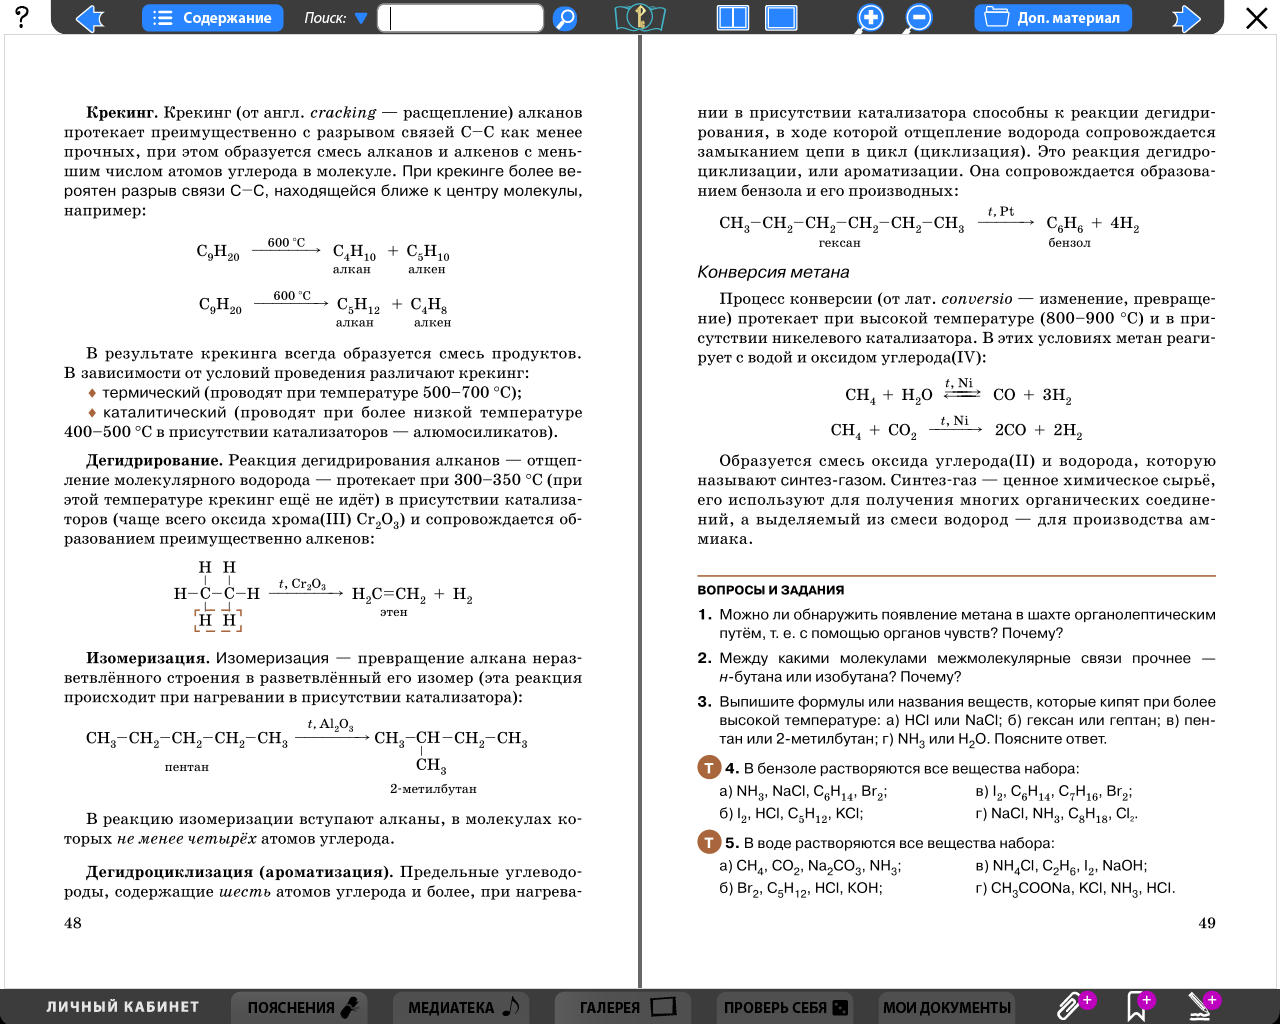 ?
Содержание
Поиск:
Доп. материал
Крекинг. Крекинг (от англ. cracking — расщепление) алканов
протекает преимущественно с разрывом связей С–С как менее
прочных, при этом образуется смесь алканов и алкенов с мень-
шим числом атомов углерода в молекуле. При крекинге более ве-
роятен разрыв связи С–С, находящейся ближе к центру молекулы,
например:
600 °C
C₉H₂₀ ⟶ C₄H₁₀ + C₅H₁₀
алкан алкен
600 °C
C₉H₂₀ ⟶ C₅H₁₂ + C₄H₈
алкан алкен
В результате крекинга всегда образуется смесь продуктов.
В зависимости от условий проведения различают крекинг:
♦ термический (проводят при температуре 500–700 °C);
♦ каталитический (проводят при более низкой температуре
400–500 °C в присутствии катализаторов — алюмосиликатов).
Дегидрирование. Реакция дегидрирования алканов — отщеп-
ление молекулярного водорода — протекает при 300–350 °C (при
этой температуре крекинг ещё не идёт) в присутствии катализа-
торов (чаще всего оксида хрома(III) Cr₂O₃) и сопровождается об-
разованием преимущественно алкенов:
H H
t, Cr₂O₃
H–C–C–H ⟶ H₂C=CH₂ + H₂
этен
H H
Изомеризация. Изомеризация — превращение алкана нераз-
ветвлённого строения в разветвлённый его изомер (эта реакция
происходит при нагревании в присутствии катализатора):
t, Al₂O₃
CH₃–CH₂–CH₂–CH₂–CH₃ ⟶ CH₃–CH–CH₂–CH₃
CH₃
пентан
2-метилбутан
В реакцию изомеризации вступают алканы, в молекулах ко-
торых не менее четырёх атомов углерода.
Дегидроциклизация (ароматизация). Предельные углеводо-
роды, содержащие шесть атомов углерода и более, при нагрева-
48
нии в присутствии катализатора способны к реакции дегидри-
рования, в ходе которой отщепление водорода сопровождается
замыканием цепи в цикл (циклизация). Это реакция дегидро-
циклизации, или ароматизации. Она сопровождается образова-
нием бензола и его производных:
t, Pt
CH₃–CH₂–CH₂–CH₂–CH₂–CH₃ ⟶ C₆H₆ + 4H₂
гексан бензол
Конверсия метана
Процесс конверсии (от лат. conversio — изменение, превраще-
ние) протекает при высокой температуре (800–900 °C) и в при-
сутствии никелевого катализатора. В этих условиях метан реаги-
рует с водой и оксидом углерода(IV):
t, Ni
CH₄ + H₂O ⇄ CO + 3H₂
t, Ni
CH₄ + CO₂ ⟶ 2CO + 2H₂
Образуется смесь оксида углерода(II) и водорода, которую
называют синтез-газом. Синтез-газ — ценное химическое сырьё,
его используют для получения многих органических соедине-
ний, а выделяемый из смеси водород — для производства ам-
миака.
ВОПРОСЫ И ЗАДАНИЯ
1. Можно ли обнаружить появление метана в шахте органолептическим
путём, т. е. с помощью органов чувств? Почему?
2. Между какими молекулами межмолекулярные связи прочнее —
н-бутана или изобутана? Почему?
3. Выпишите формулы или названия веществ, которые кипят при более
высокой температуре: а) HCl или NaCl; б) гексан или гептан; в) пен-
тан или 2-метилбутан; г) NH₃ или H₂O. Поясните ответ.
Т 4. В бензоле растворяются все вещества набора:
а) NH₃, NaCl, C₆H₁₄, Br₂; в) I₂, C₆H₁₄, C₇H₁₆, Br₂;
б) I₂, HCl, C₅H₁₂, KCl; г) NaCl, NH₃, C₈H₁₈, Cl₂.
Т 5. В воде растворяются все вещества набора:
а) CH₄, CO₂, Na₂CO₃, NH₃; в) NH₄Cl, C₂H₆, I₂, NaOH;
б) Br₂, C₅H₁₂, HCl, KOH; г) CH₃COONa, KCl, NH₃, HCl.
49
ЛИЧНЫЙ КАБИНЕТ
ПОЯСНЕНИЯ
МЕДИАТЕКА
ГАЛЕРЕЯ
ПРОВЕРЬ СЕБЯ
МОИ ДОКУМЕНТЫ